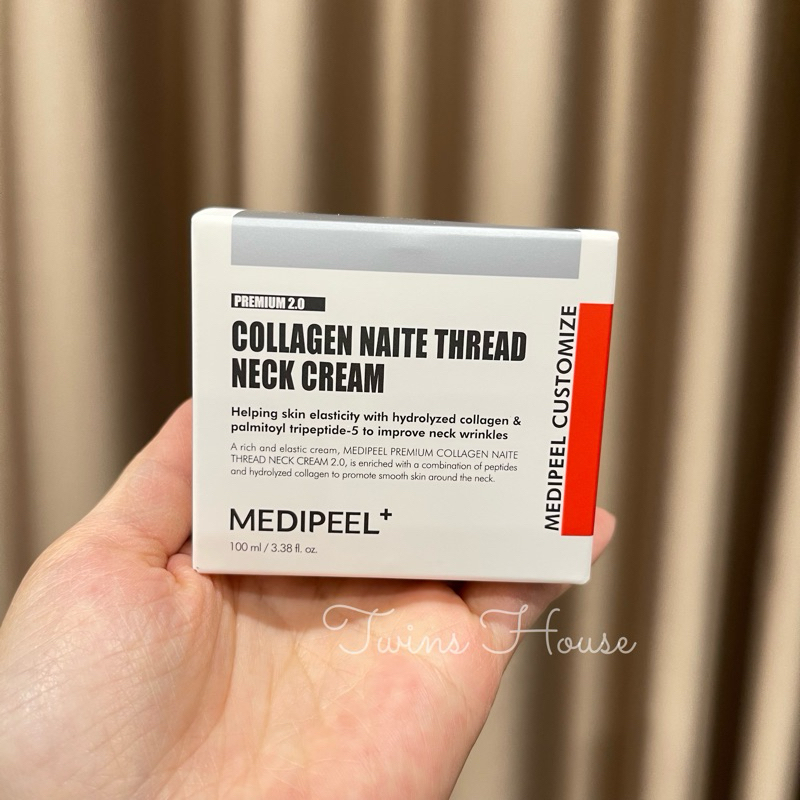 PREMIUM 2.0
COLLAGEN NAITE THREAD
NECK CREAM
Helping skin elasticity with hydrolyzed collagen &
palmitoyl tripeptide-5 to improve neck wrinkles
A rich and elastic cream, MEDIPEEL PREMIUM COLLAGEN NAITE
THREAD NECK CREAM 2.0, is enriched with a combination of peptides
and hydrolyzed collagen to promote smooth skin around the neck.
MEDIPEEL+
100 ml / 3.38 fl. oz.
MEDIPEEL CUSTOMIZE
Twins House